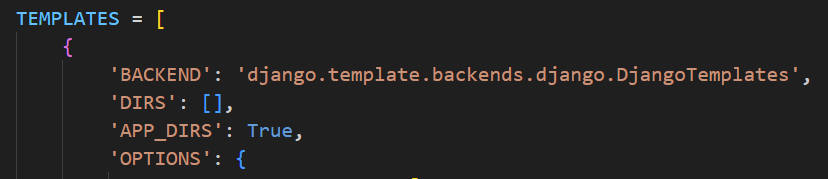 TEMPLATES = [
{
'BACKEND': 'django.template.backends.django.DjangoTemplates',
'DIRS': [],
'APP_DIRS': True,
'OPTIONS': {